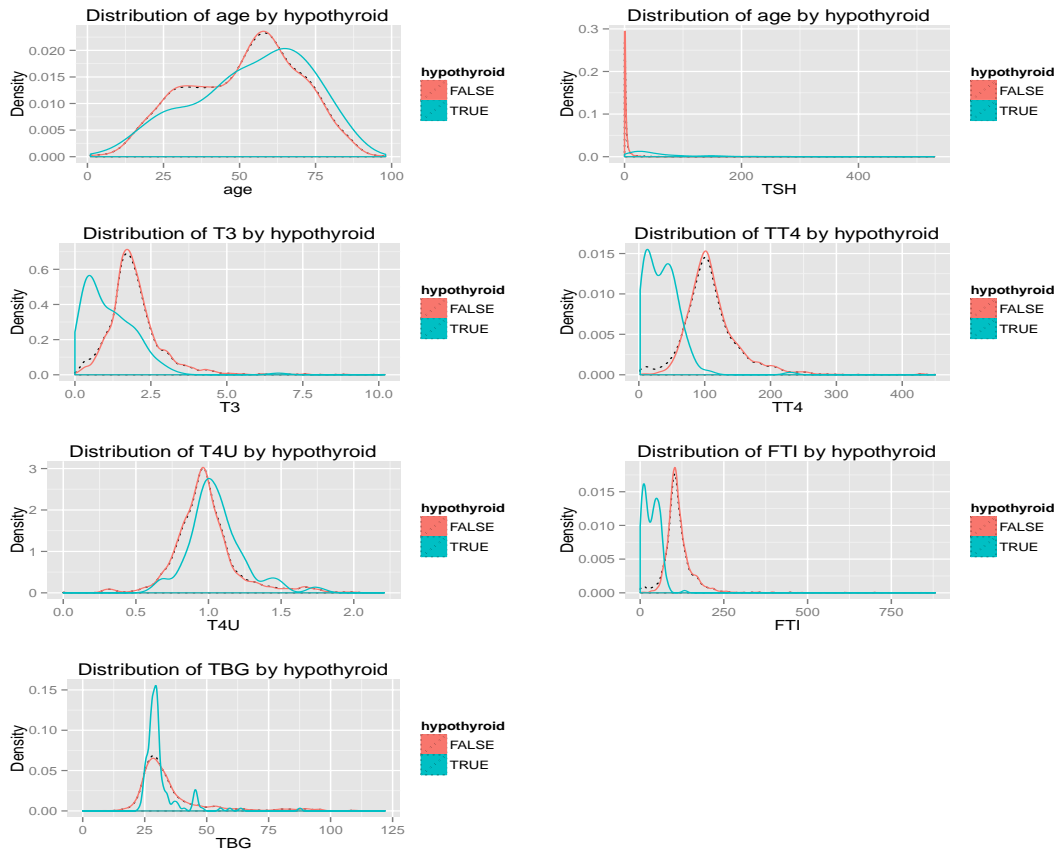 Distribution of age by hypothyroid
Density
0.020
0.015
0.010
0.005
0.000
0 25 50 75 100
age
hypothyroid
FALSE
TRUE
Distribution of age by hypothyroid
Density
0.3
0.2
0.1
0.0
0 200 400
TSH
hypothyroid
FALSE
TRUE
Distribution of T3 by hypothyroid
Density
0.6
0.4
0.2
0.0
0.0 2.5 5.0 7.5 10.0
T3
hypothyroid
FALSE
TRUE
Distribution of TT4 by hypothyroid
Density
0.015
0.010
0.005
0.000
0 100 200 300 400
TT4
hypothyroid
FALSE
TRUE
Distribution of T4U by hypothyroid
Density
3
2
1
0
0.0 0.5 1.0 1.5 2.0
T4U
hypothyroid
FALSE
TRUE
Distribution of FTI by hypothyroid
Density
0.015
0.010
0.005
0.000
0 250 500 750
FTI
hypothyroid
FALSE
TRUE
Distribution of TBG by hypothyroid
Density
0.15
0.10
0.05
0.00
0 25 50 75 100 125
TBG
hypothyroid
FALSE
TRUE